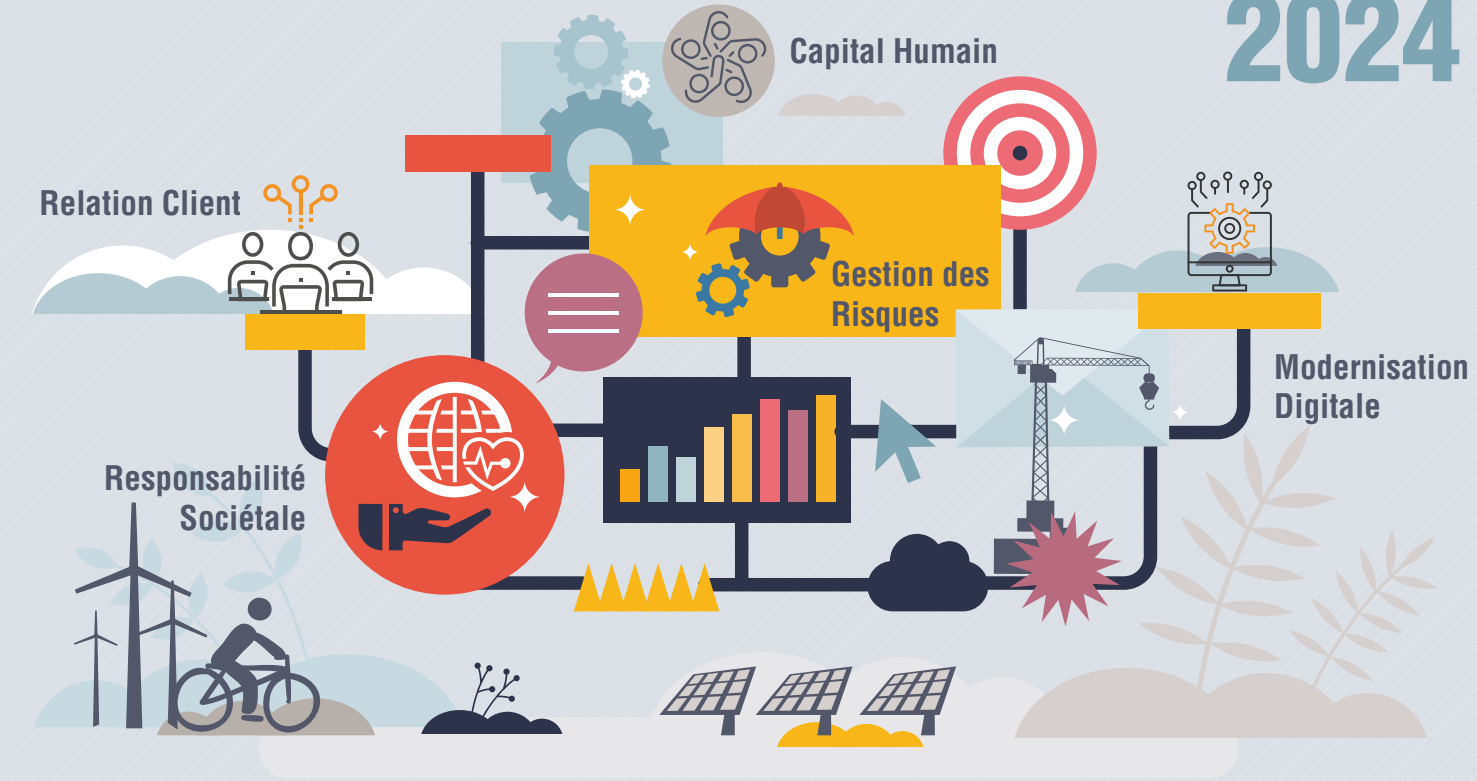 2024
Capital Humain
Relation Client
Gestion des
Risques
Modernisation
Digitale
Responsabilité
Sociétale